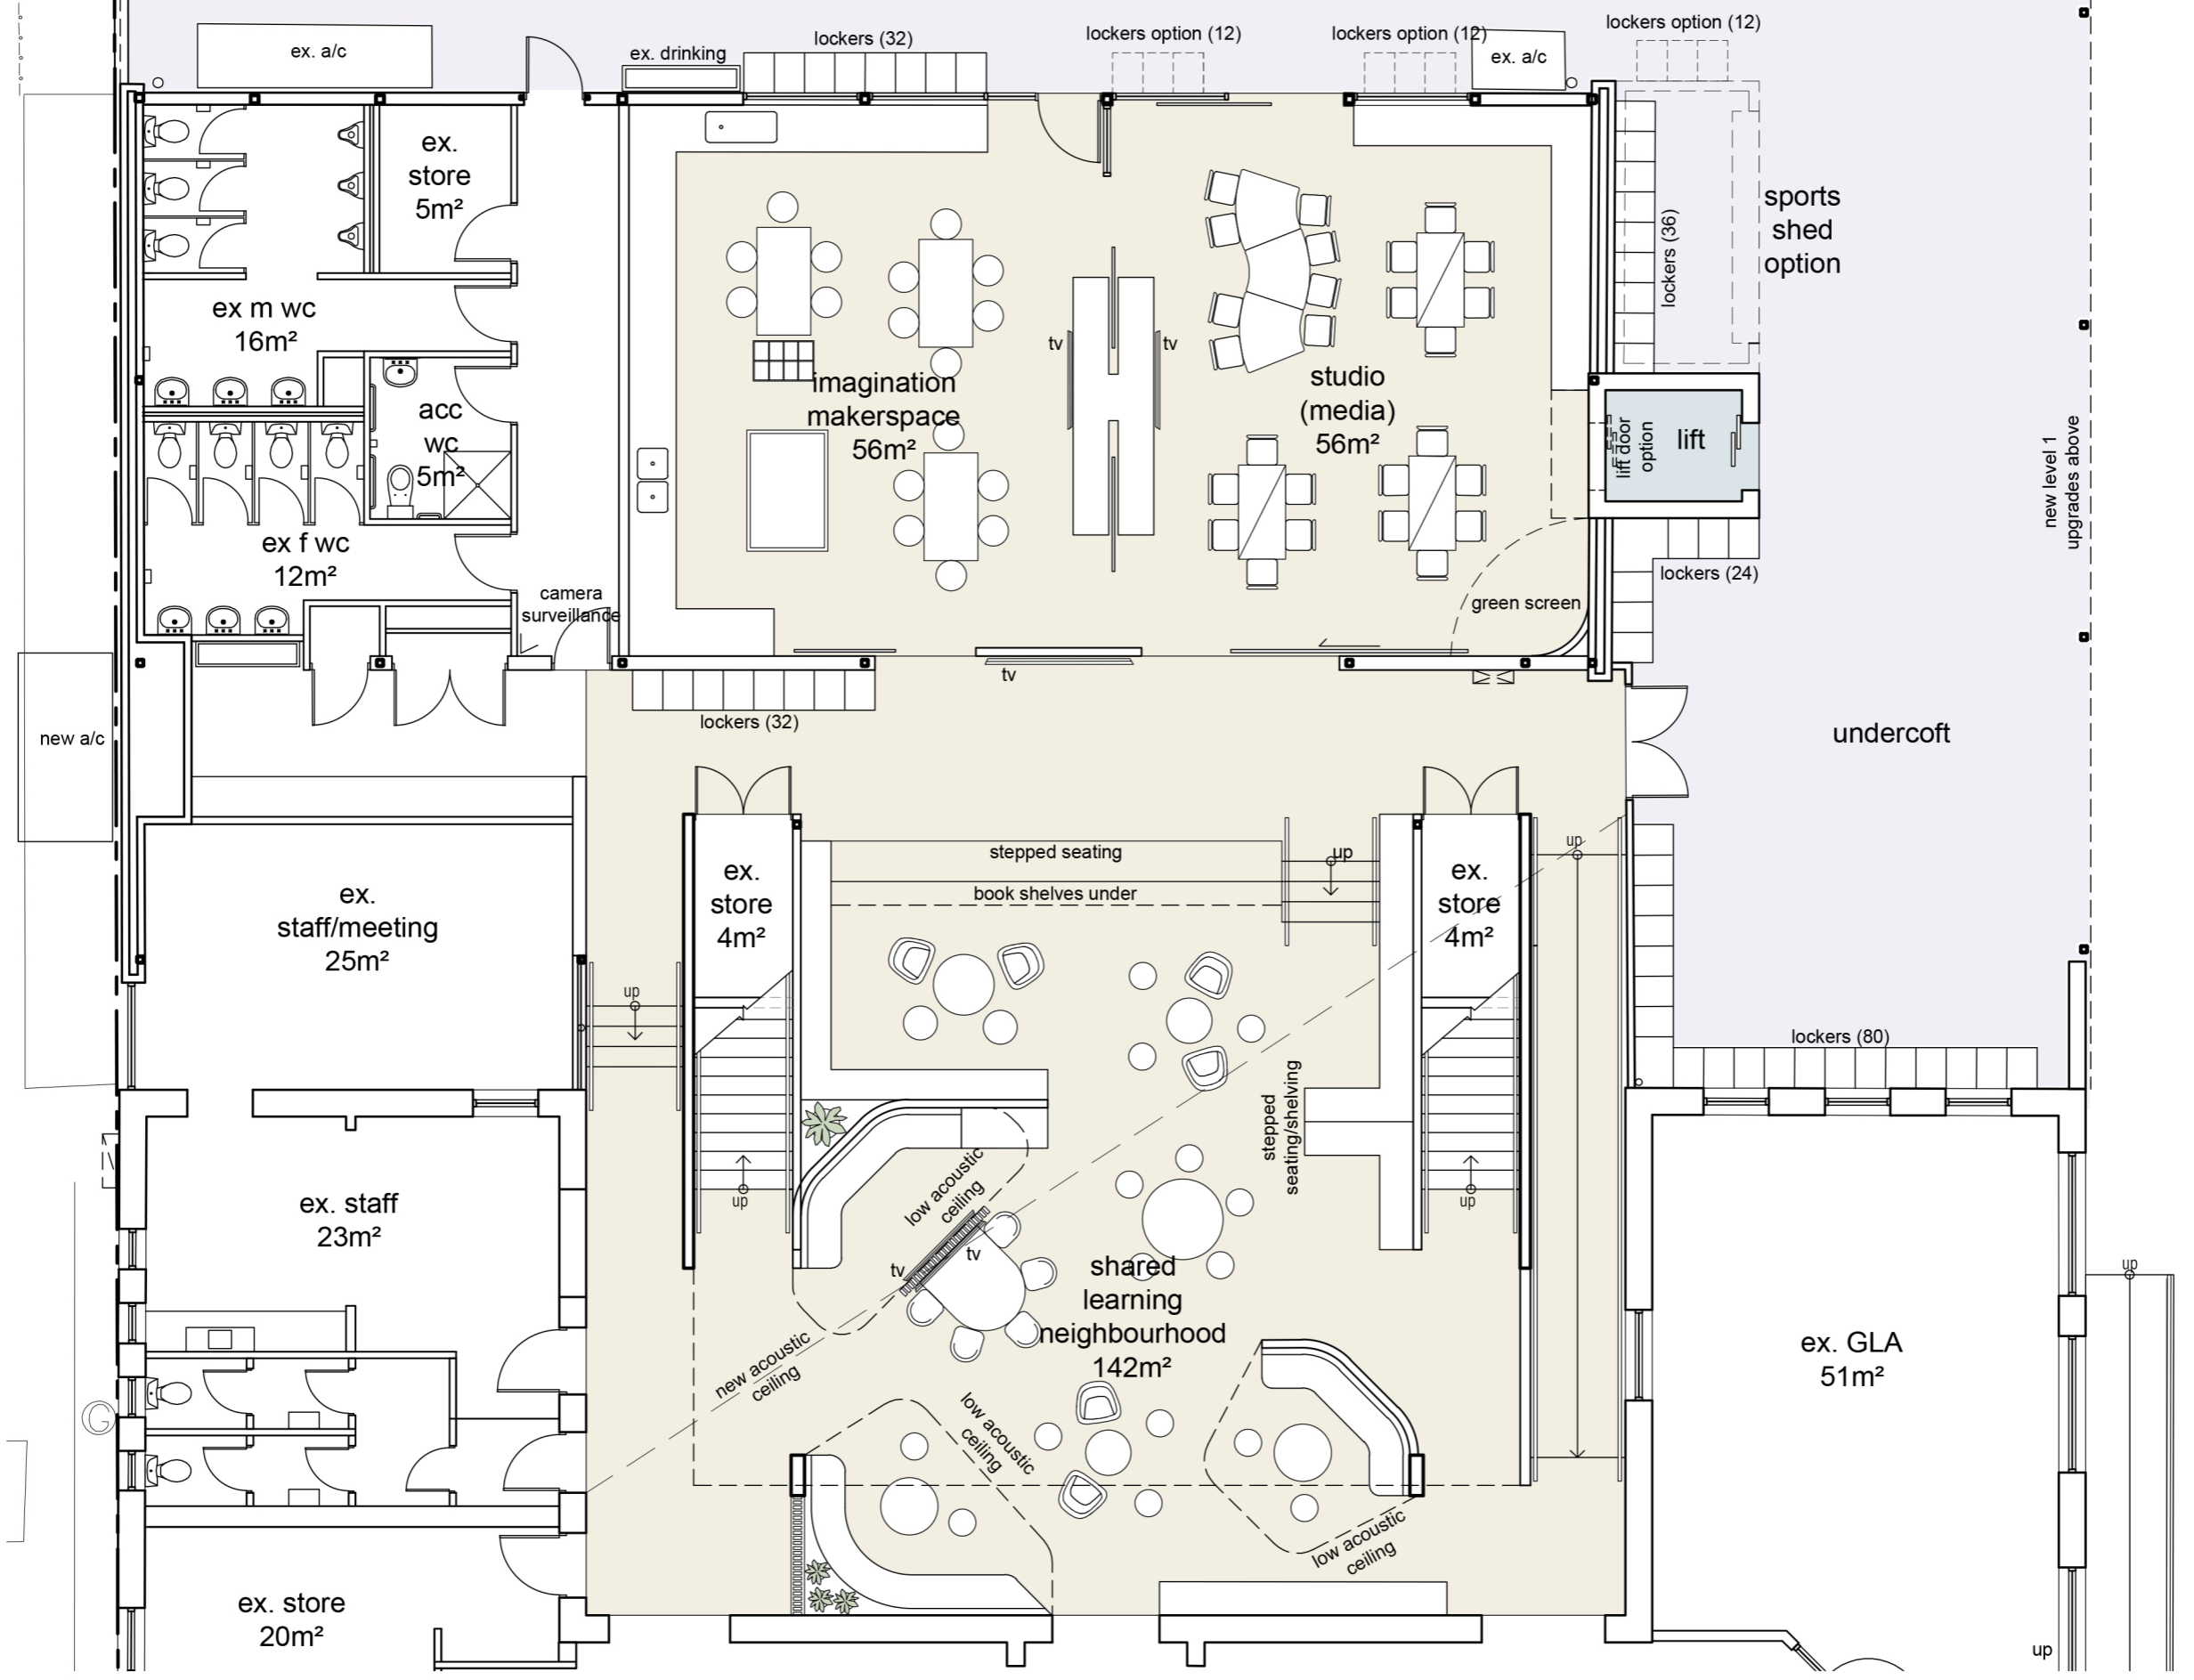 ex. a/c
ex. drinking
lockers (32)
lockers option (12)
lockers option (12)
ex. a/c
lockers option (12)
ex.
store
5m²
ex m wc
16m²
acc
wc
5m²
ex f wc
12m²
camera
surveillance
imagination
makerspace
56m²
tv
tv
studio
(media)
56m²
green screen
lockers (36)
sports
shed
option
lift door
option
lift
lockers (24)
new level 1
upgrades above
tv
lockers (32)
new a/c
undercoft
ex.
staff/meeting
25m²
up
ex.
store
4m²
stepped seating
book shelves under
up
ex.
store
4m²
up
lockers (80)
ex. staff
23m²
up
low acoustic
ceiling
tv
tv
stepped
seating/shelving
up
shared
learning
neighbourhood
142m²
new acoustic
ceiling
low acoustic
ceiling
low acoustic
ceiling
ex. GLA
51m²
up
G
ex. store
20m²
up